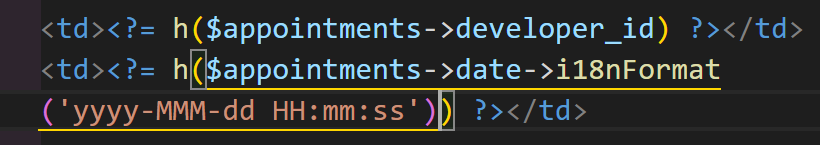 <td><?= h($appointments->developer_id) ?></td>
<td><?= h($appointments->date->i18nFormat
('yyyy-MMM-dd HH:mm:ss')) ?></td>